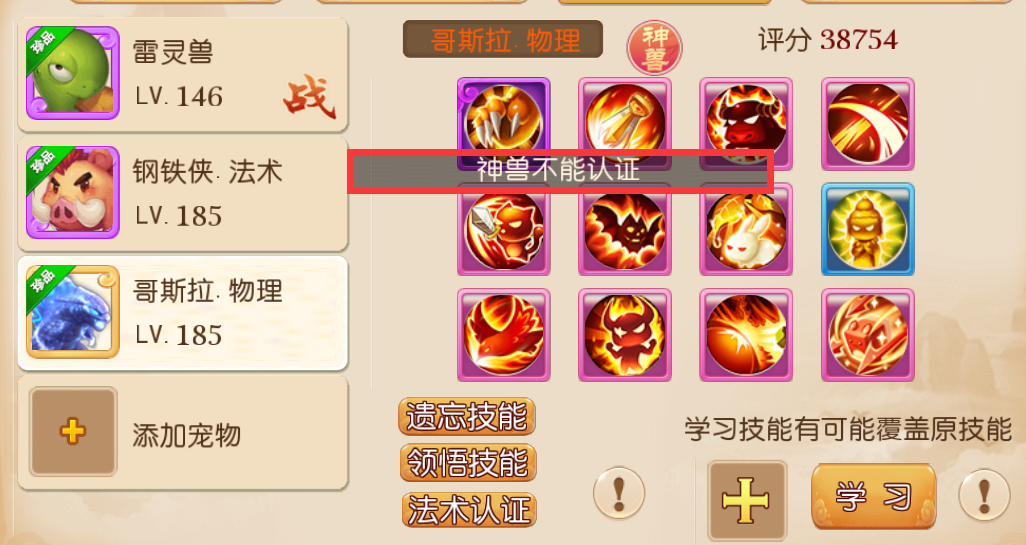 珍品
雷灵兽
LV. 146
战
珍品
钢铁侠. 法术
LV. 185
珍品
哥斯拉. 物理
LV. 185
添加宠物
哥斯拉. 物理
神兽
评分 38754
神兽不能认证
遗忘技能
领悟技能
法术认证
学习技能有可能覆盖原技能
学习